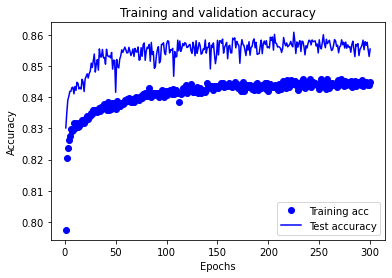 Training and validation accuracy
0.86
0.85
0.84
0.83
0.82
0.81
0.80
Accuracy
0
50
100
150
200
250
300
Epochs
Training acc
Test accuracy